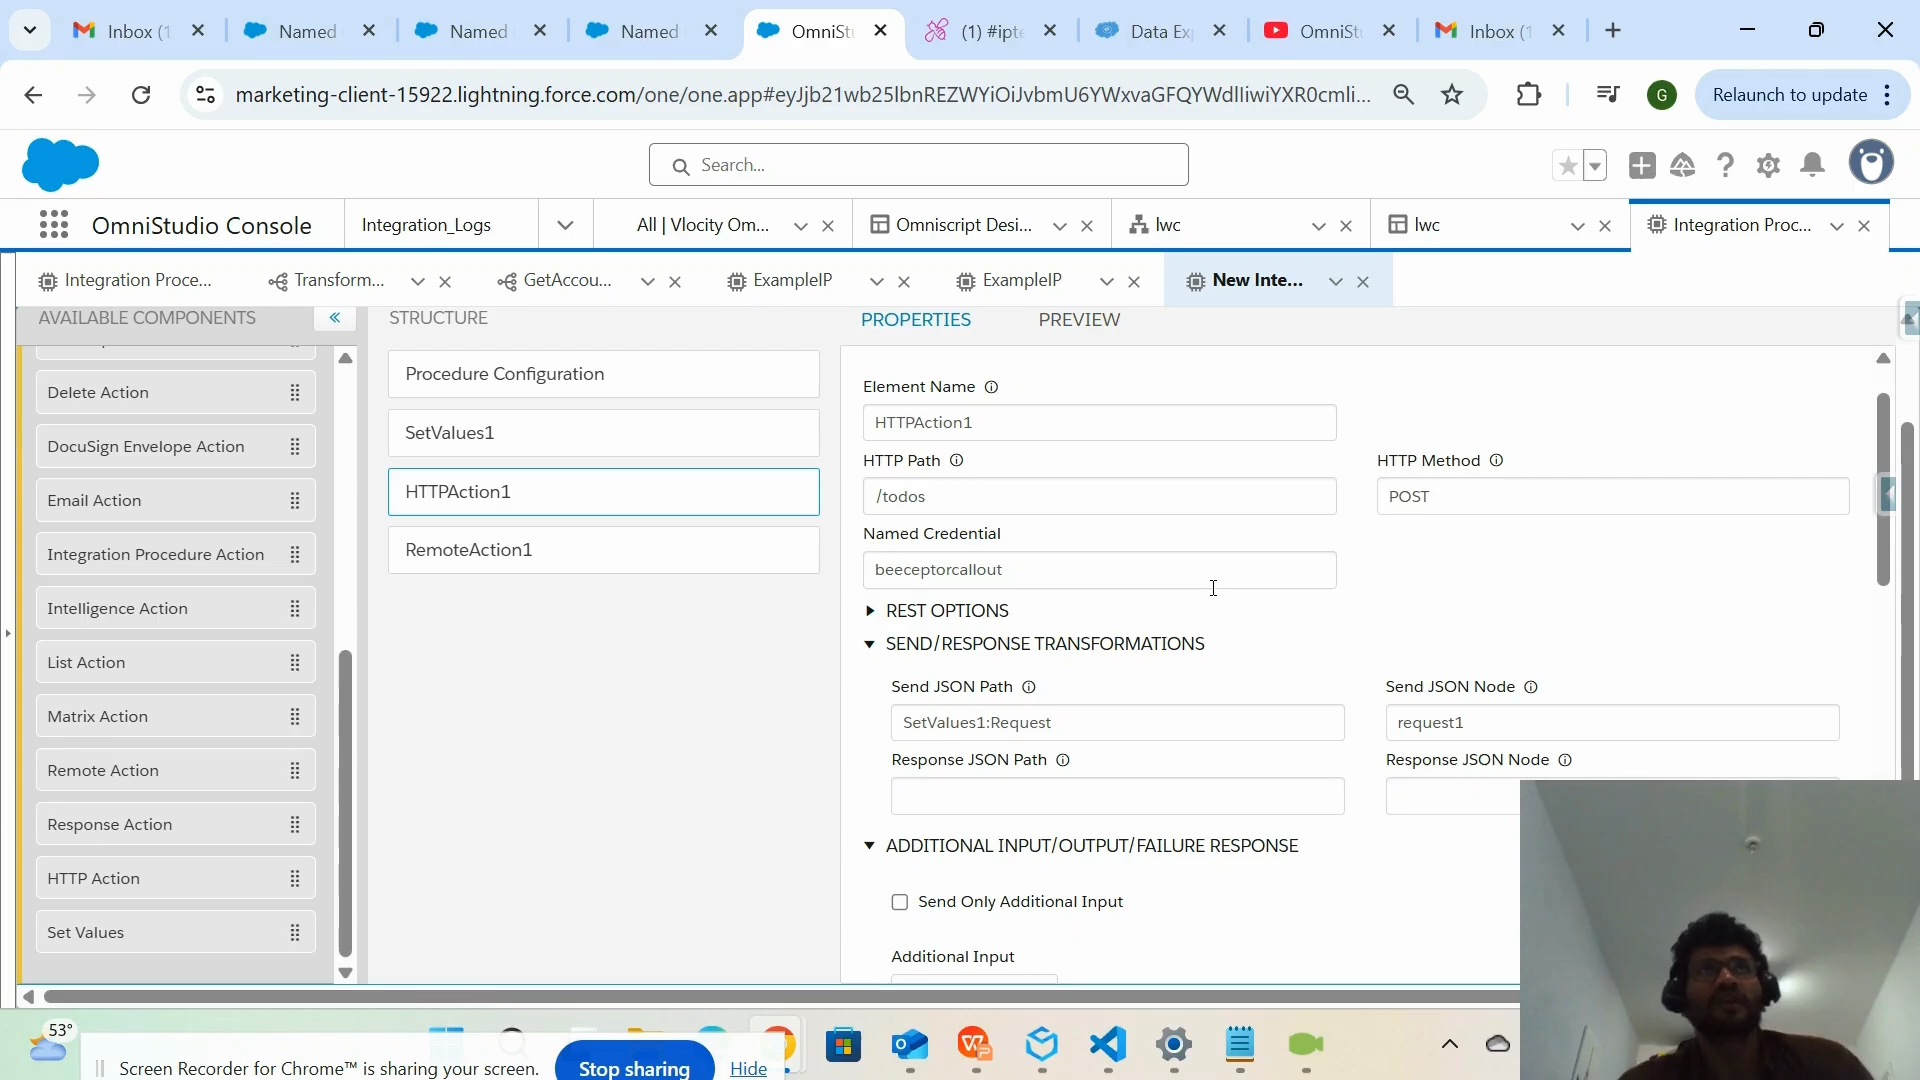 Inbox (1
Named
Named
Named
OmniSt
(1) #ipte
Data Ex
OmniSt
Inbox (1
marketing-client-15922.lightning.force.com/one/one.app#eyJjb21wb25lbnREZWYiOiJvbmU6YWxvaGFQYWdlIiwiYXR0cmli...
G
Relaunch to update
Search...
OmniStudio Console
Integration_Logs
All | Vlocity Om...
Omniscript Desi...
lwc
lwc
Integration Proc...
Integration Proce...
Transform...
GetAccou...
ExampleIP
ExampleIP
New Inte...
AVAILABLE COMPONENTS
STRUCTURE
PROPERTIES
PREVIEW
Delete Action
DocuSign Envelope Action
Email Action
Integration Procedure Action
Intelligence Action
List Action
Matrix Action
Remote Action
Response Action
HTTP Action
Set Values
Procedure Configuration
SetValues1
HTTPAction1
RemoteAction1
Element Name
HTTPAction1
HTTP Path
HTTP Method
/todos
POST
Named Credential
beeceptorcallout
REST OPTIONS
SEND/RESPONSE TRANSFORMATIONS
Send JSON Path
Send JSON Node
SetValues1:Request
request1
Response JSON Path
Response JSON Node
ADDITIONAL INPUT/OUTPUT/FAILURE RESPONSE
Send Only Additional Input
Additional Input
53°
Screen Recorder for Chrome™ is sharing your screen.
Stop sharing
Hide